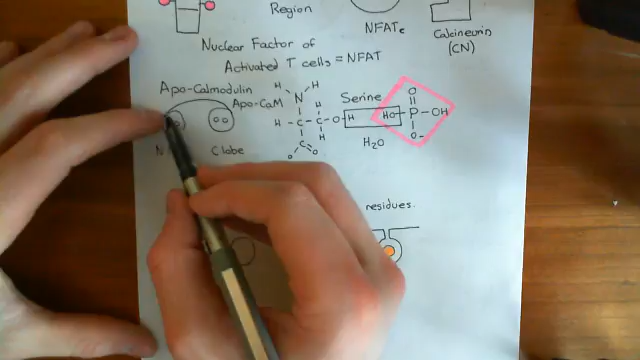 Region
NFATc
Calcineurin
(CN)
Nuclear Factor of
Activated T cells = NFAT
Apo-Calmodulin
Apo-CaM
Serine
H H
N
H
H - C - C - O - H HO - P - OH
H
O
O-
C
O O
H2O
N
C lobe
residues.